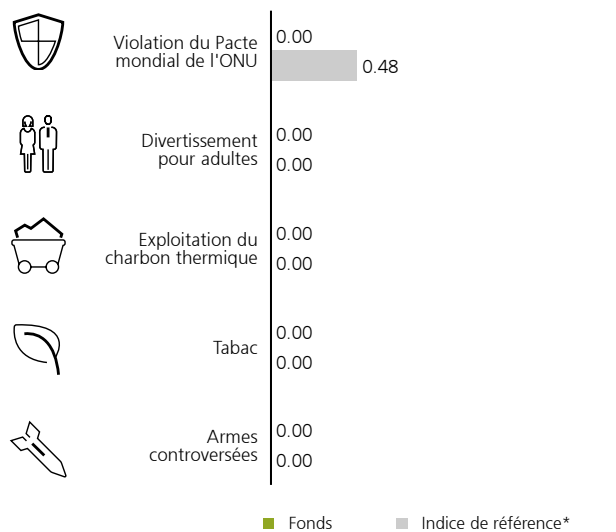 Violation du Pacte
mondial de l'ONU
0.00
0.48
Divertissement
pour adultes
0.00
0.00
Exploitation du
charbon thermique
0.00
0.00
Tabac
0.00
0.00
Armes
controversées
0.00
0.00
Fonds
Indice de référence*